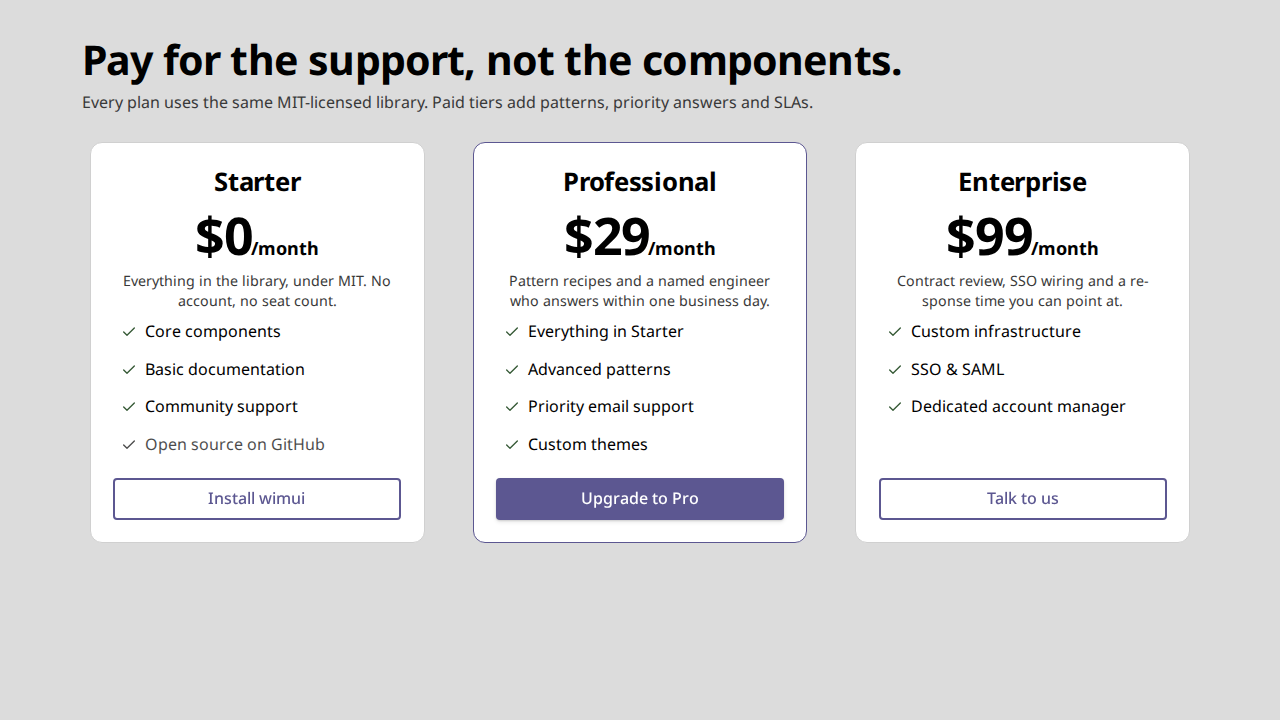 Pay for the support, not the components.
Every plan uses the same MIT-licensed library. Paid tiers add patterns, priority answers and SLAs.
Starter
$0/month
Everything in the library, under MIT. No
account, no seat count.
Core components
Basic documentation
Community support
Open source on GitHub
Install wimui
Professional
$29/month
Pattern recipes and a named engineer
who answers within one business day.
Everything in Starter
Advanced patterns
Priority email support
Custom themes
Upgrade to Pro
Enterprise
$99/month
Contract review, SSO wiring and a re-
sponse time you can point at.
Custom infrastructure
SSO & SAML
Dedicated account manager
Talk to us